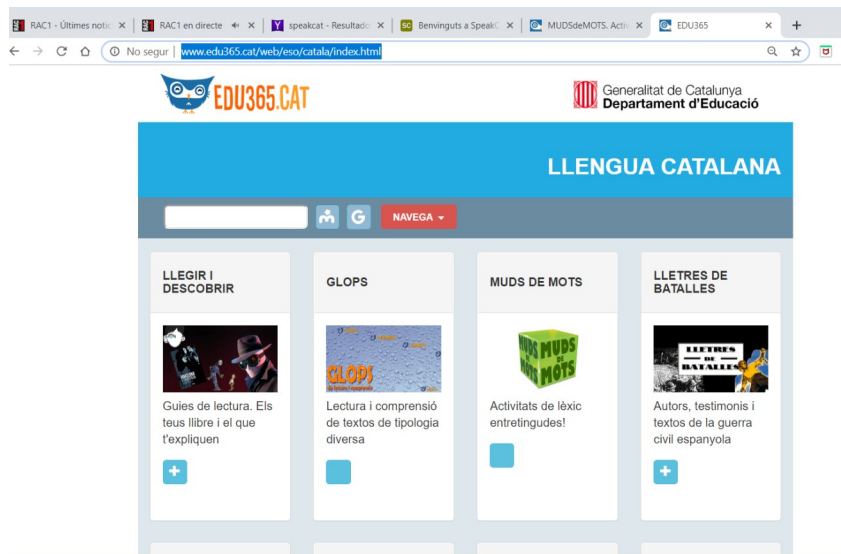 RAC1 - Últimes notic
RAC1 en directe
speakcat - Resultado
Benvinguts a SpeakC
MUDSdeMOTS. Activ
EDU365
No segur | www.edu365.cat/web/eso/catala/index.html
EDU365.CAT
Generalitat de Catalunya
Departament d'Educació
LLENGUA CATALANA
NAVEGA
LLEGIR I
DESCOBRIR
Guies de lectura. Els
teus llibre i el que
t'expliquen
GLOPS
GLOPS
Lectura i comprensió
de textos de tipologia
diversa
MUDS DE MOTS
MUDS
DE
MOTS
Activitats de lèxic
entretingudes!
LLETRES DE
BATALLES
LLETRES
DE
BATALLES
Autors, testimonis i
textos de la guerra
civil espanyola